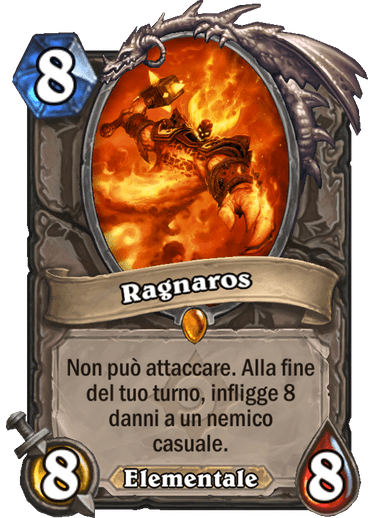 8
Ragnaros
Non può attaccare. Alla fine
del tuo turno, infligge 8
danni a un nemico
casuale.
8
Elementale
8